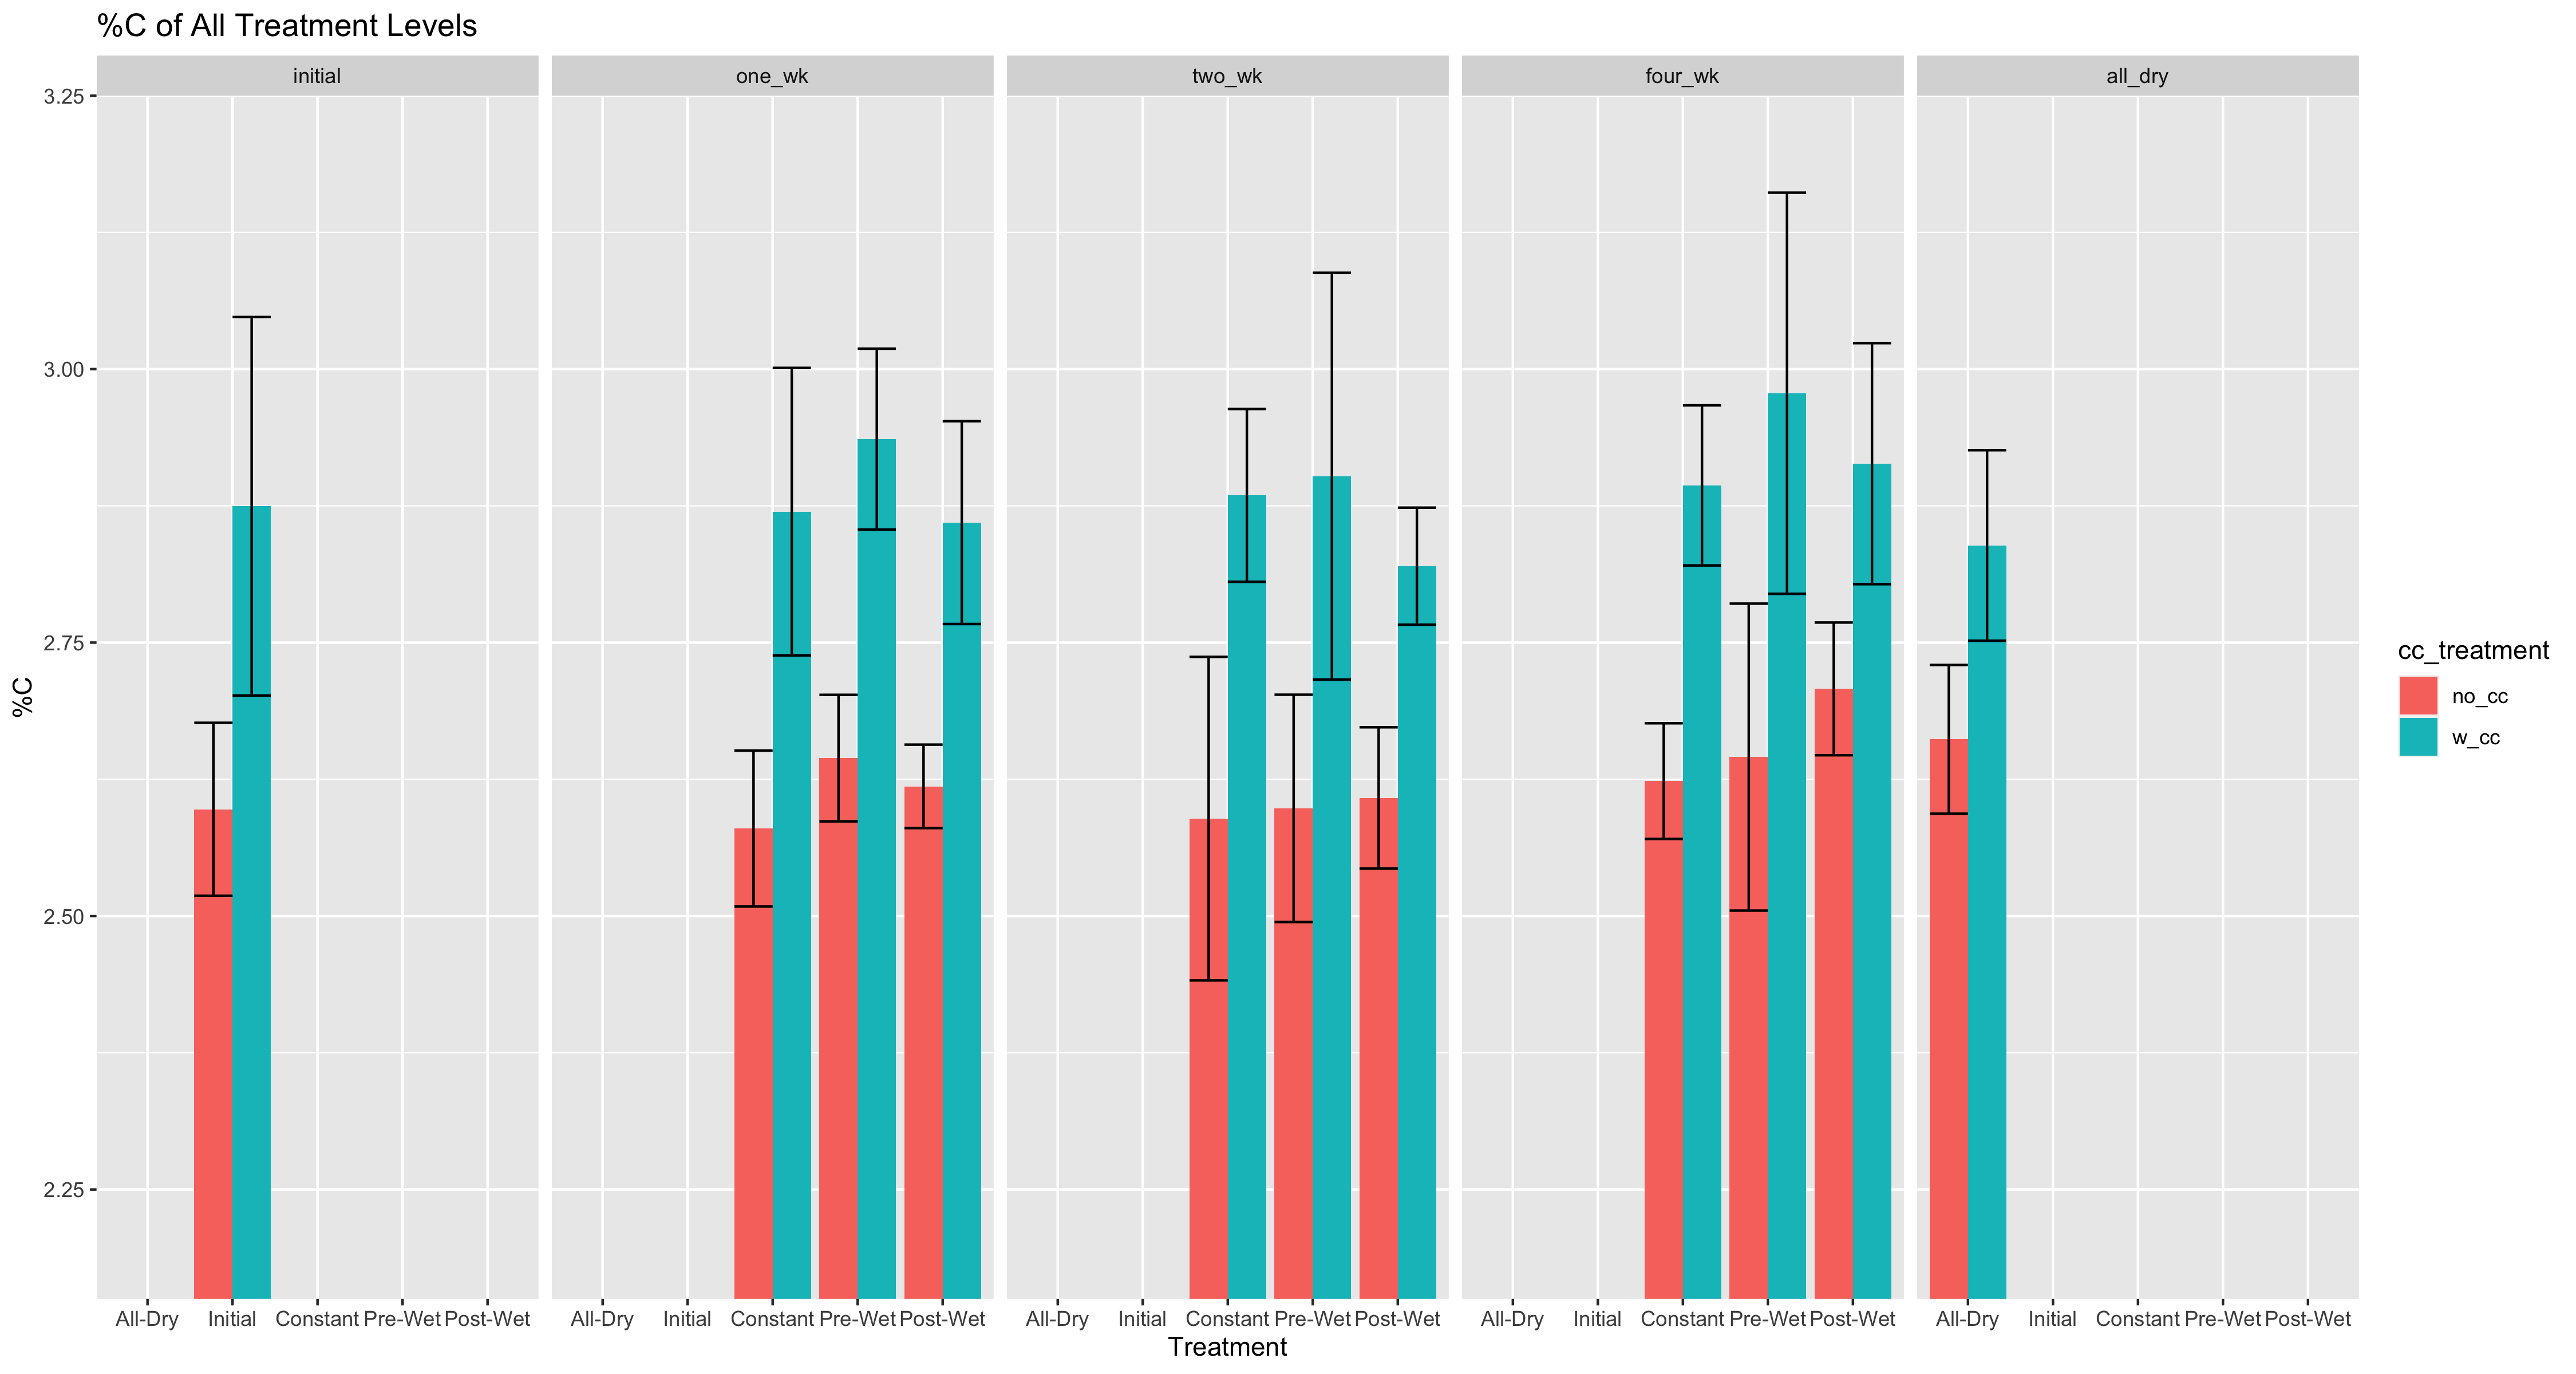 %C of All Treatment Levels
initial one_wk two_wk four_wk all_dry
3.25
3.00
2.75
2.50
2.25
%C
All-Dry Initial Constant Pre-Wet Post-Wet All-Dry Initial Constant Pre-Wet Post-Wet All-Dry Initial Constant Pre-Wet Post-Wet All-Dry Initial Constant Pre-Wet Post-Wet All-Dry Initial Constant Pre-Wet Post-Wet
Treatment
cc_treatment
no_cc
w_cc